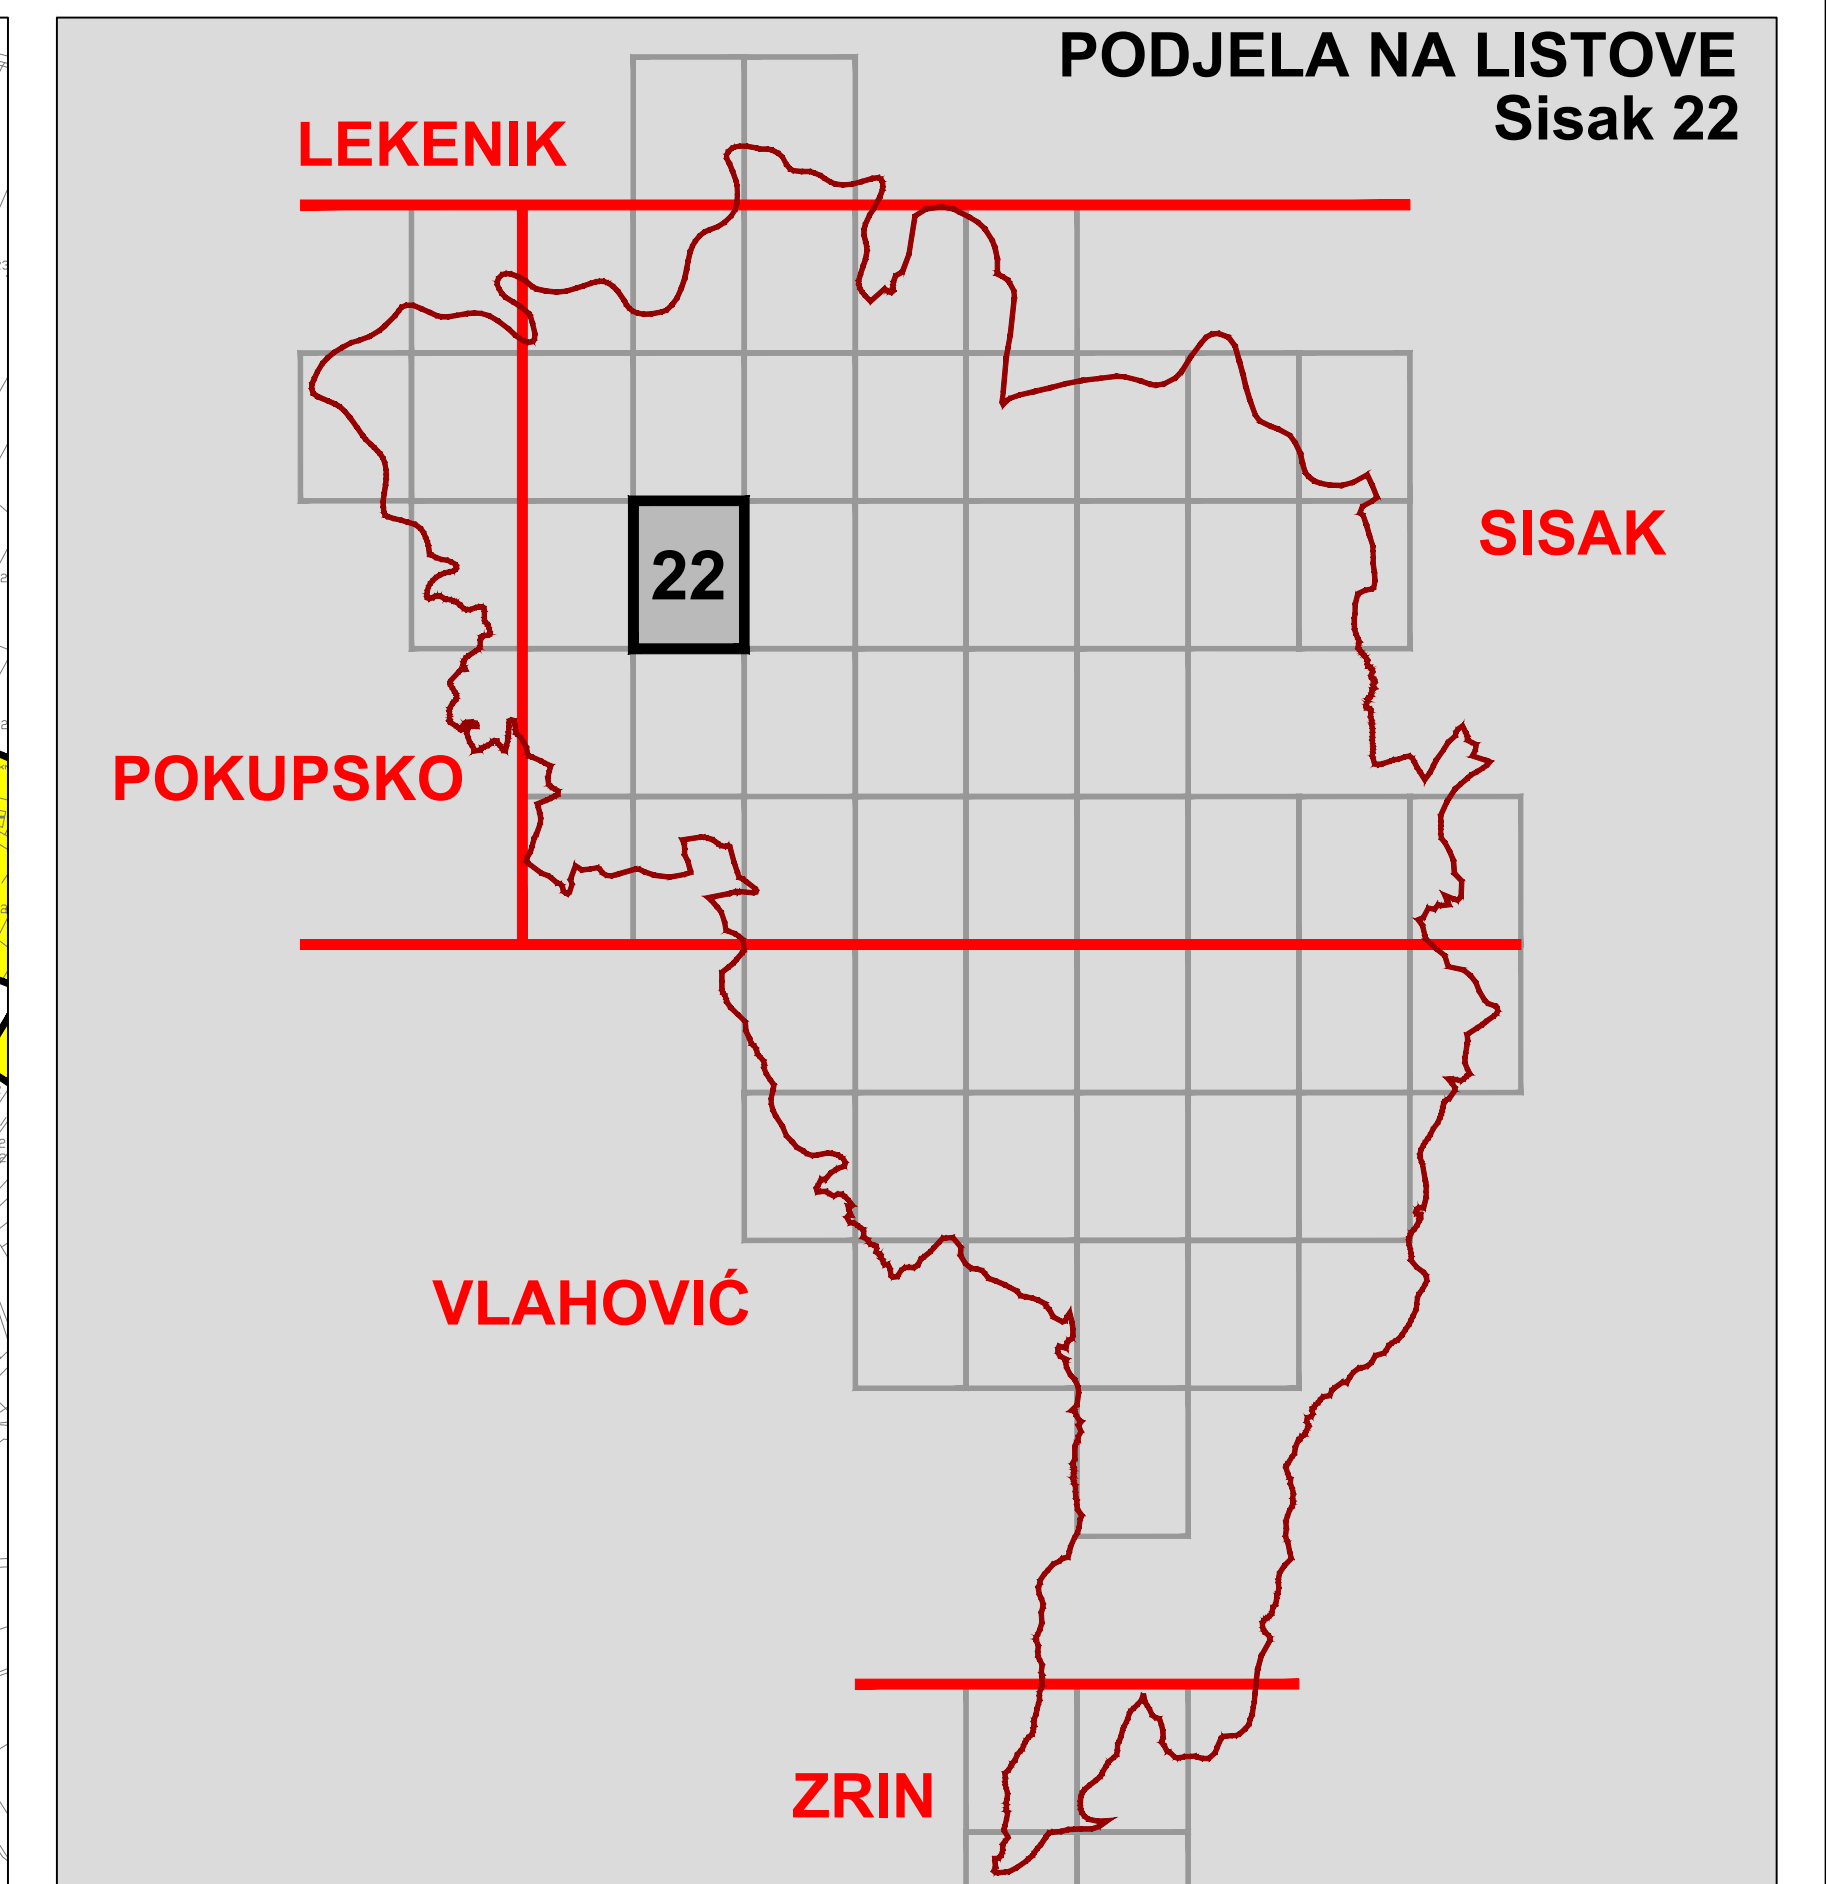 PODJELA NA LISTOVE
Sisak 22
LEKENIK
SISAK
22
POKUPSKO
VLAHOVIĆ
ZRIN